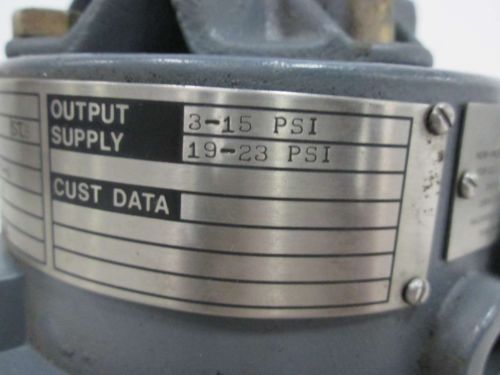 OUTPUT 3-15 PSI
SUPPLY 19-23 PSI
CUST DATA